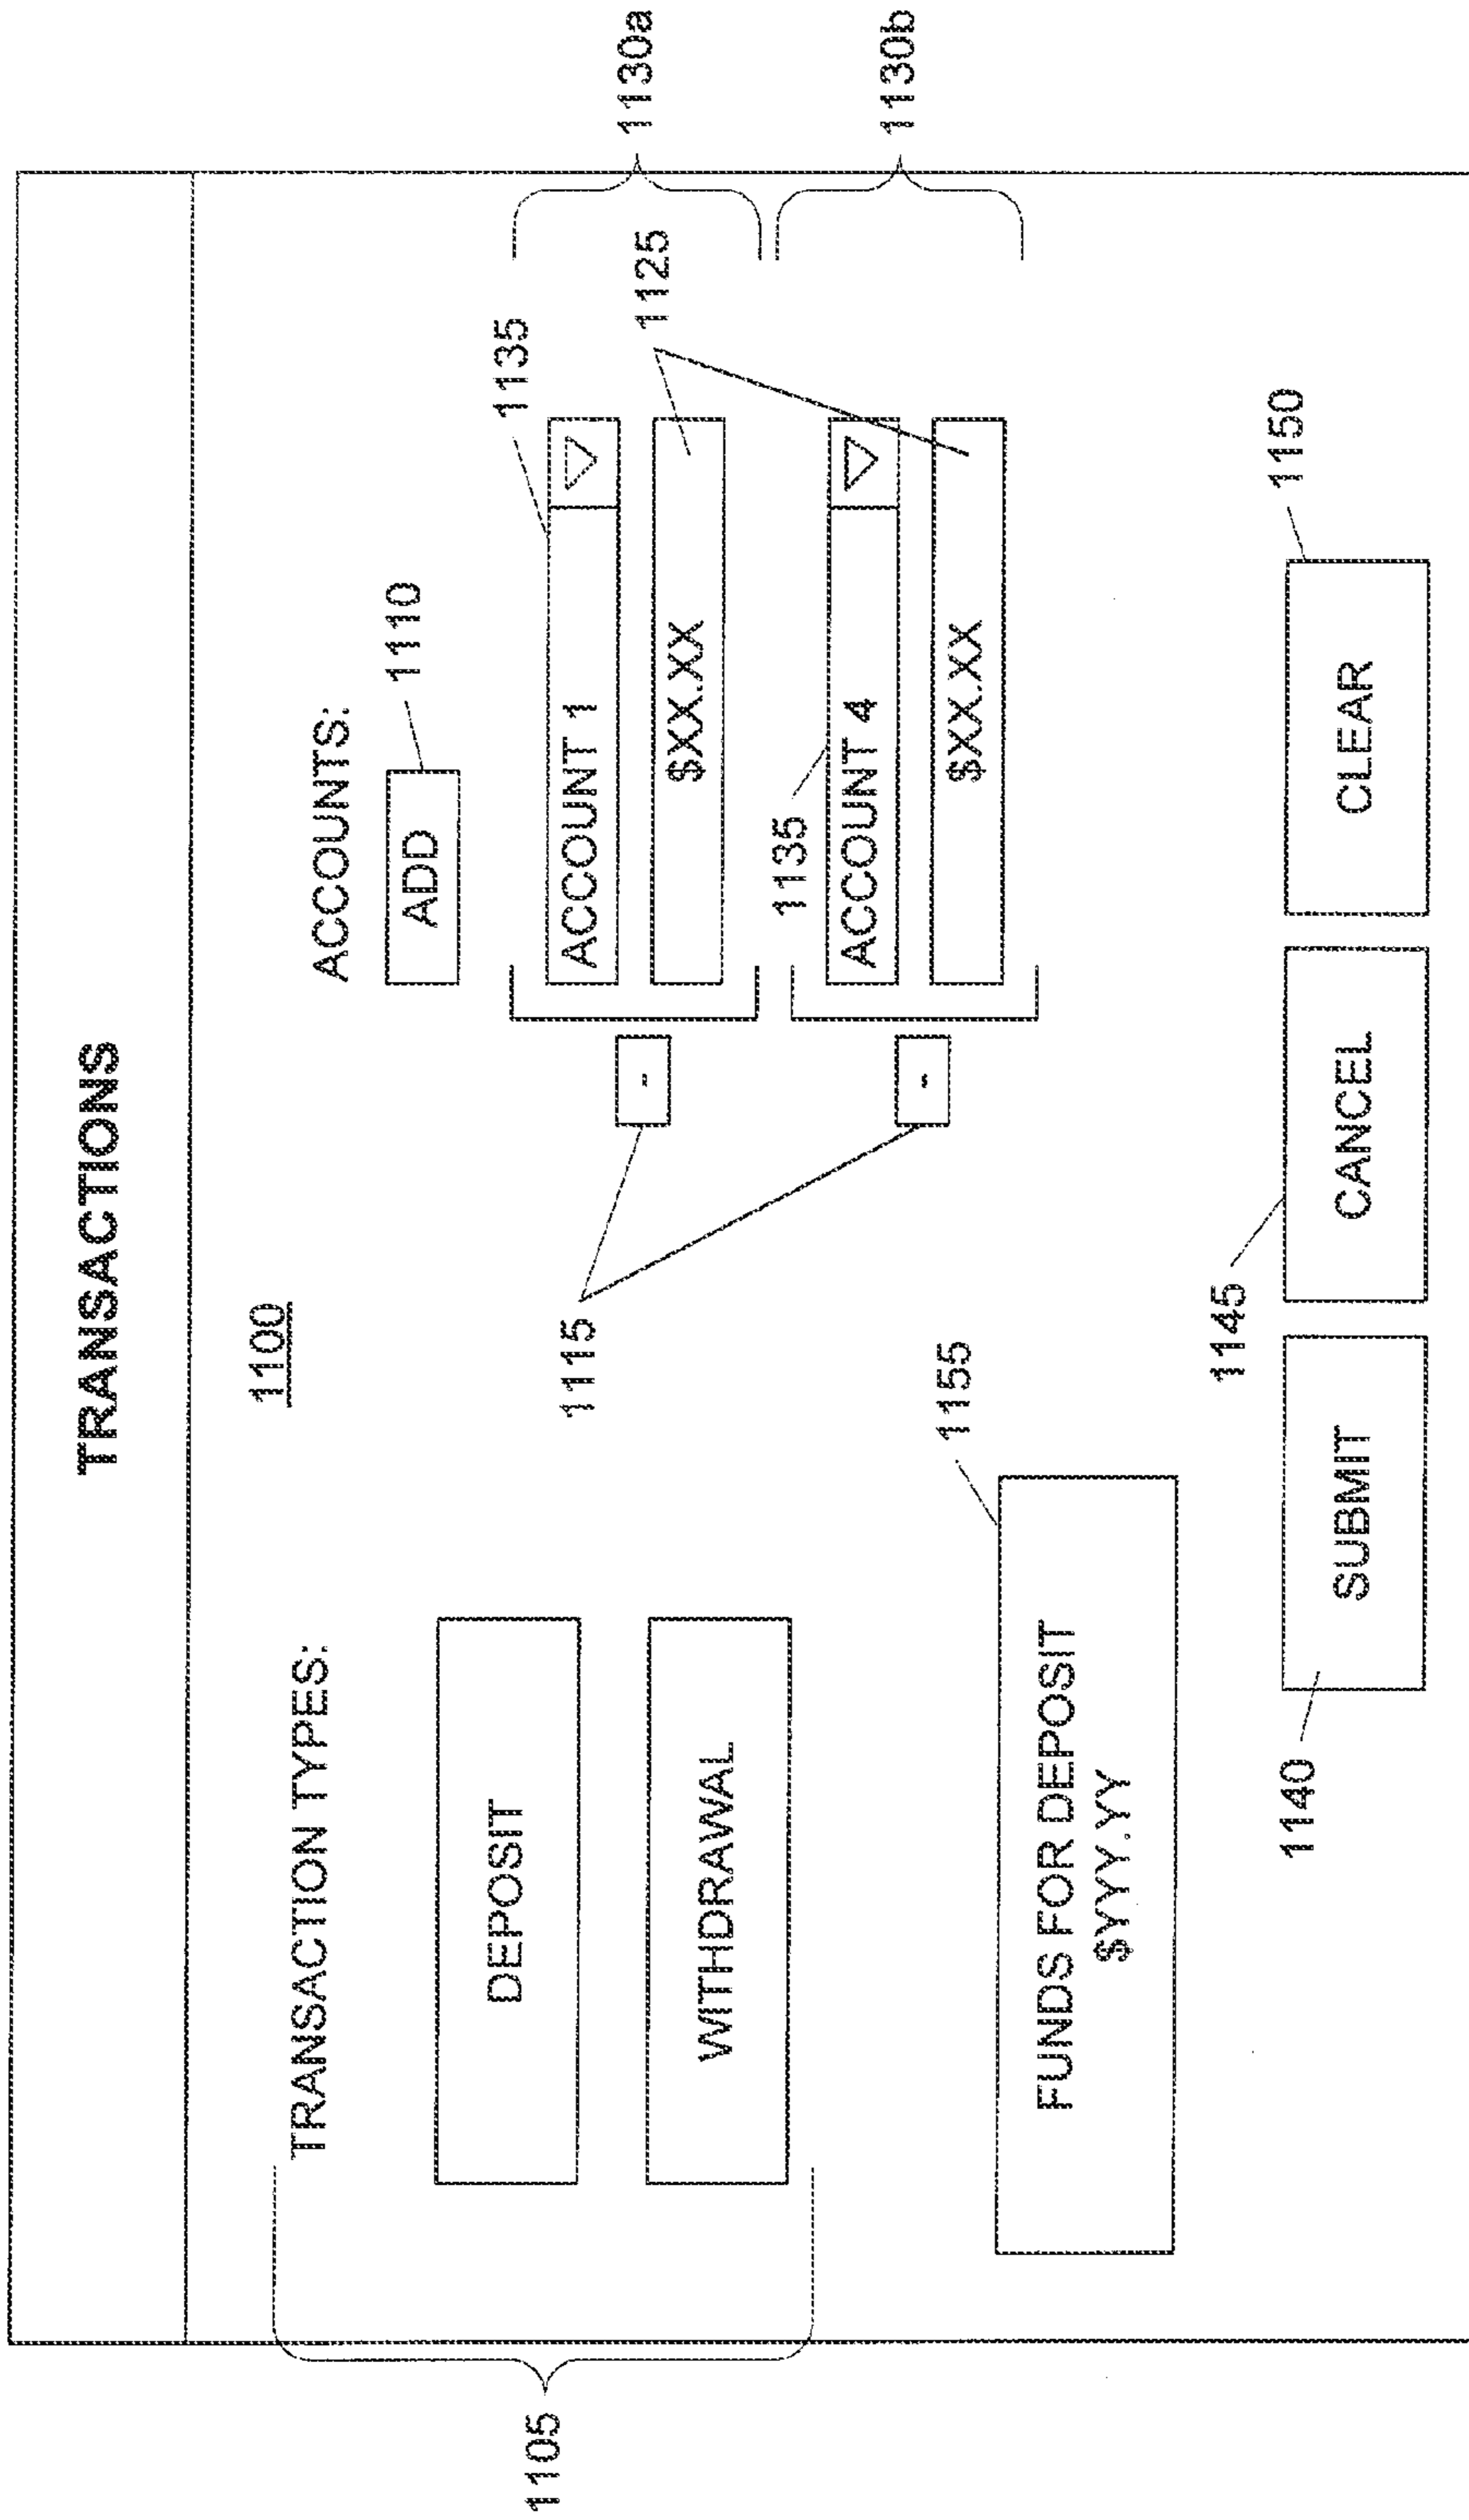 TRANSACTIONS
1100
TRANSACTION TYPES:
ACCOUNTS:
ADD
1110
1105
DEPOSIT
WITHDRAWAL
1135
ACCOUNT 1
$XX.XX
1130a
1115
-
-
1125
1135
ACCOUNT 4
$XX.XX
1130b
1155
FUNDS FOR DEPOSIT
$YYY.YY
1140
SUBMIT
1145
CANCEL
CLEAR
1150